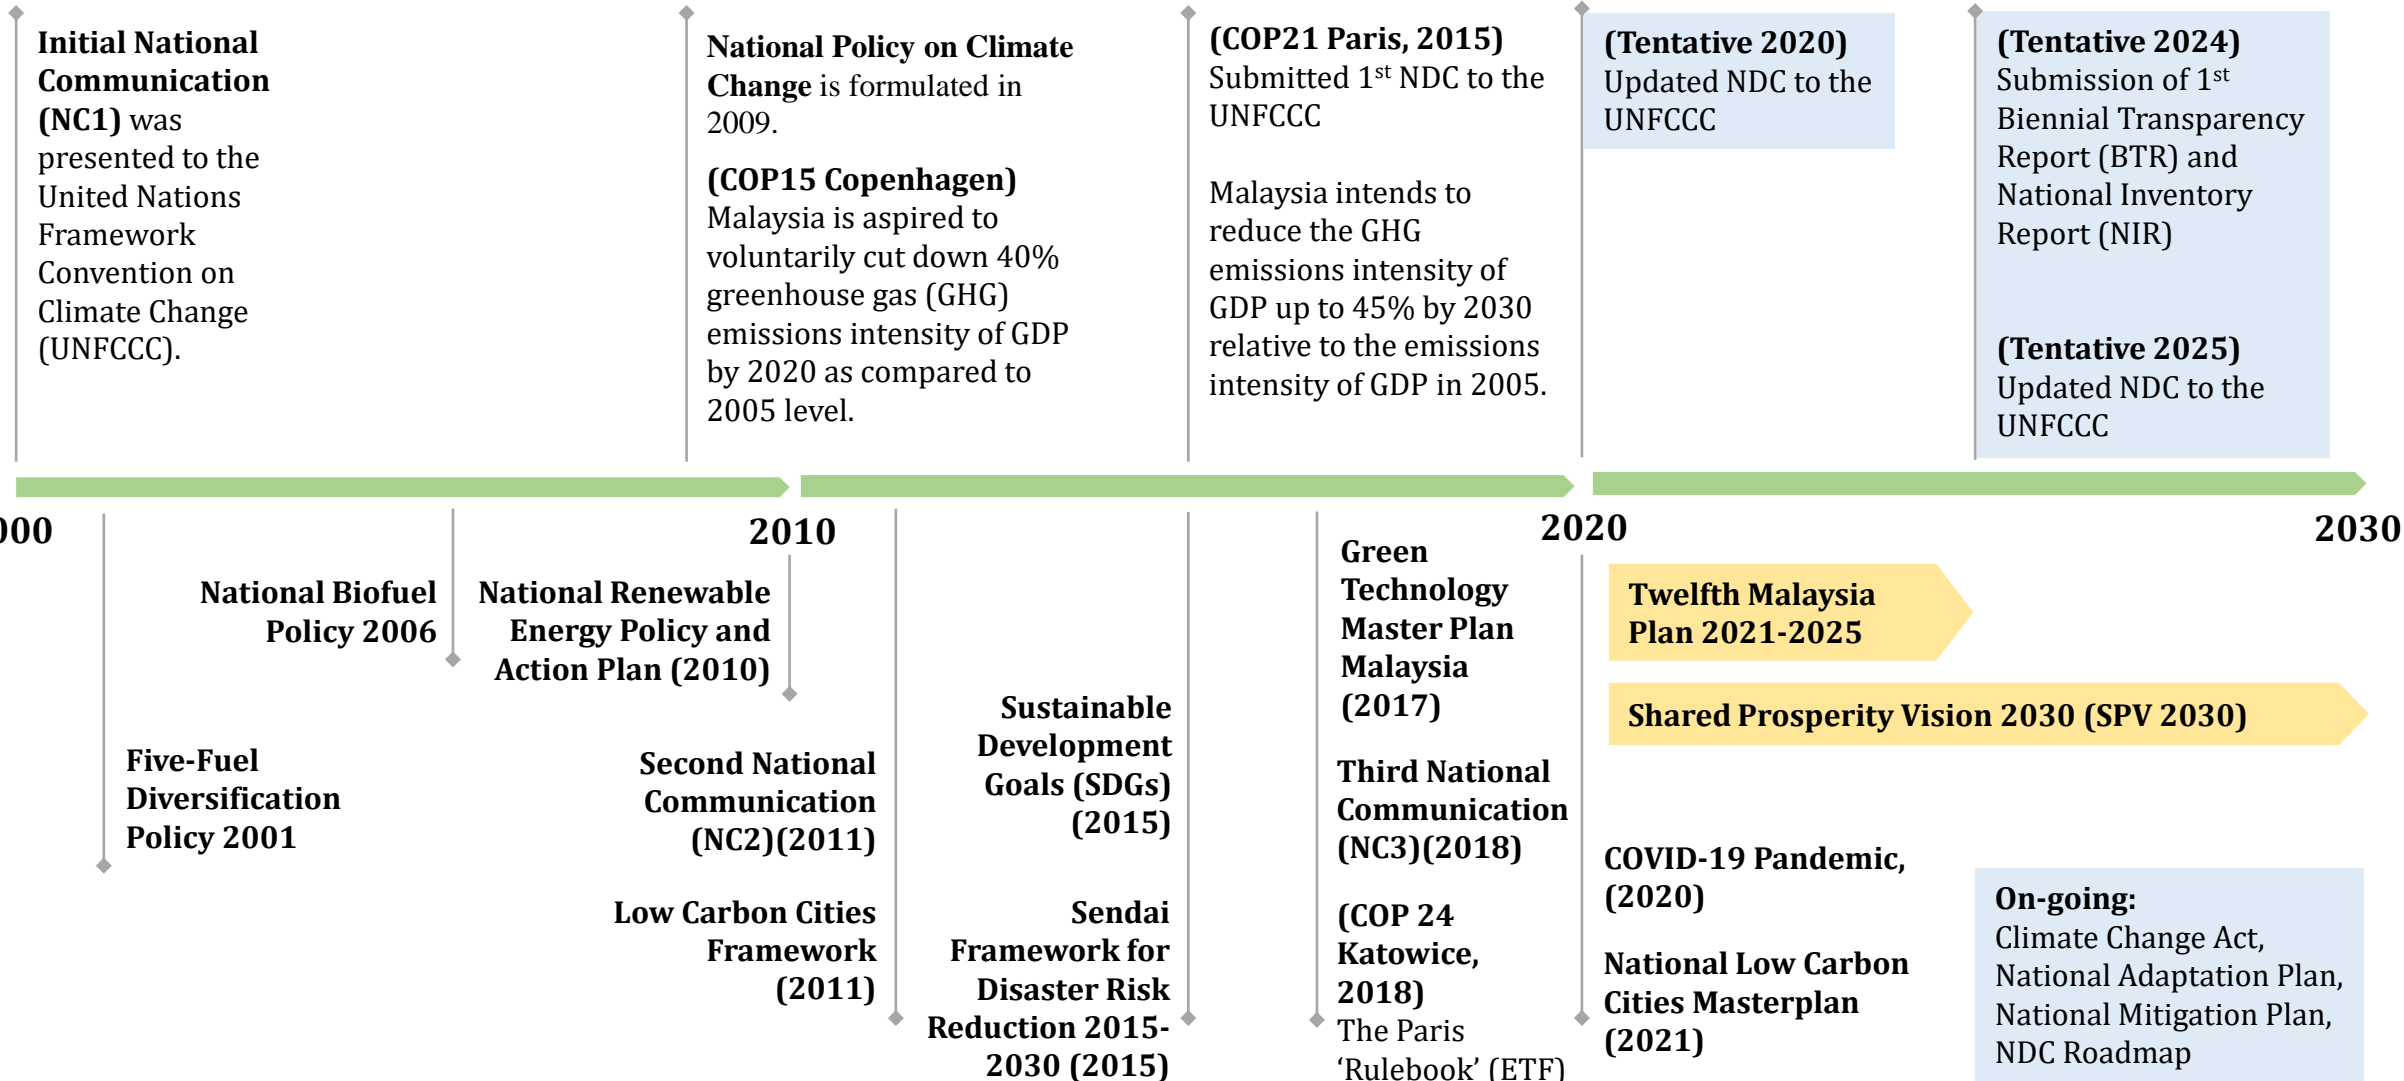 Initial National
Communication
(NC1) was
presented to the
United Nations
Framework
Convention on
Climate Change
(UNFCCC).
National Policy on Climate
Change is formulated in
2009.
(COP15 Copenhagen)
Malaysia is aspired to
voluntarily cut down 40%
greenhouse gas (GHG)
emissions intensity of GDP
by 2020 as compared to
2005 level.
(COP21 Paris, 2015)
Submitted 1st NDC to the
UNFCCC
Malaysia intends to
reduce the GHG
emissions intensity of
GDP up to 45% by 2030
relative to the emissions
intensity of GDP in 2005.
(Tentative 2020)
Updated NDC to the
UNFCCC
(Tentative 2024)
Submission of 1st
Biennial Transparency
Report (BTR) and
National Inventory
Report (NIR)
(Tentative 2025)
Updated NDC to the
UNFCCC
000
2010
2020
2030
Five-Fuel
Diversification
Policy 2001
National Biofuel
Policy 2006
National Renewable
Energy Policy and
Action Plan (2010)
Second National
Communication
(NC2)(2011)
Low Carbon Cities
Framework
(2011)
Sustainable
Development
Goals (SDGs)
(2015)
Sendai
Framework for
Disaster Risk
Reduction 2015-
2030 (2015)
Green
Technology
Master Plan
Malaysia
(2017)
Third National
Communication
(NC3)(2018)
(COP 24
Katowice,
2018)
The Paris
‘Rulebook’ (ETF)
Twelfth Malaysia
Plan 2021-2025
Shared Prosperity Vision 2030 (SPV 2030)
COVID-19 Pandemic,
(2020)
National Low Carbon
Cities Masterplan
(2021)
On-going:
Climate Change Act,
National Adaptation Plan,
National Mitigation Plan,
NDC Roadmap